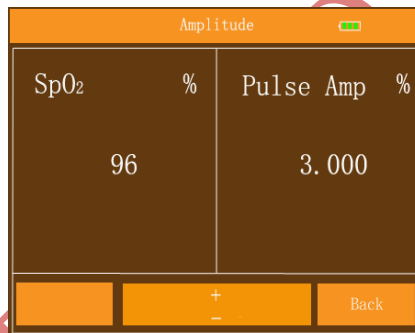 Amplitude
SpO₂ % Pulse Amp %
96 3.000
+
−
Back